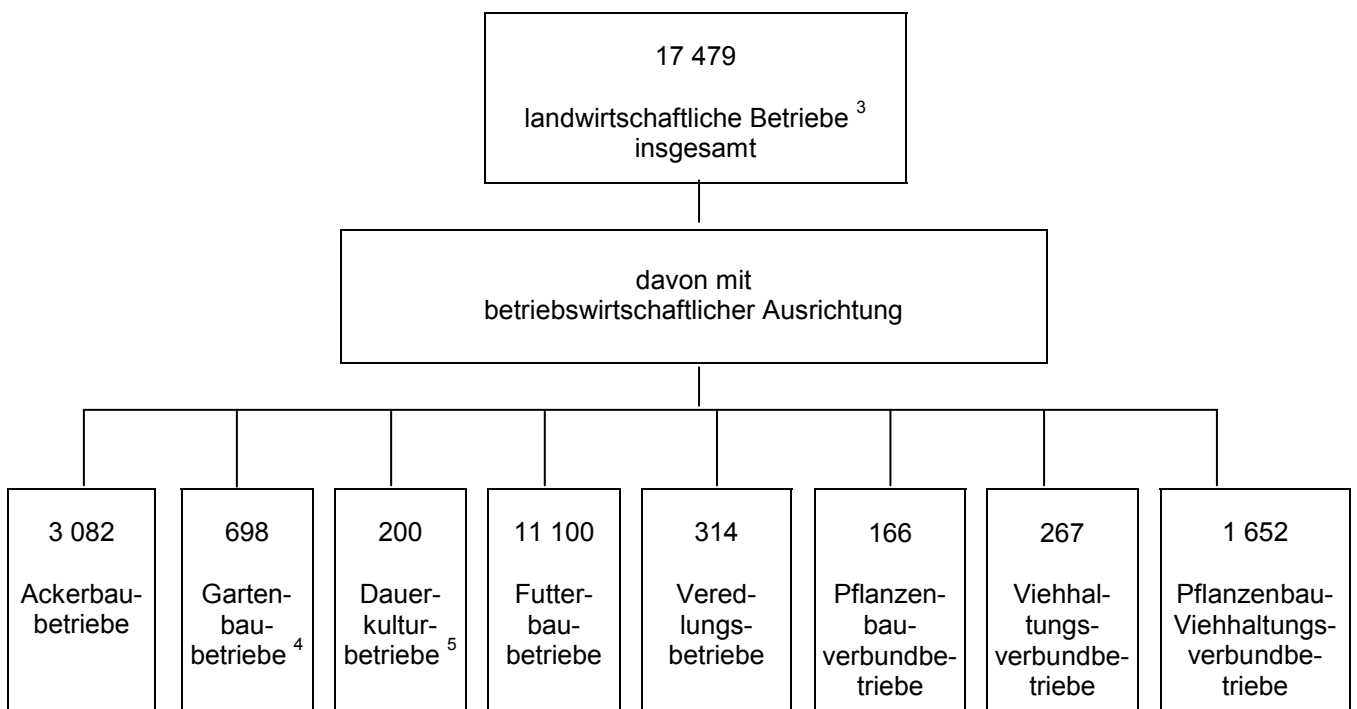 17 479
landwirtschaftliche Betriebe 3
insgesamt
davon mit
betriebswirtschaftlicher Ausrichtung
3 082
Ackerbau-
betriebe
698
Garten-
bau-
betriebe 4
200
Dauer-
kultur-
betriebe 5
11 100
Futter-
bau-
betriebe
314
Vered-
lungs-
betriebe
166
Pflanzen-
bau-
verbundbe-
triebe
267
Viehhal-
tungs-
verbundbe-
triebe
1 652
Pflanzenbau-
Viehhaltungs-
verbundbe-
triebe